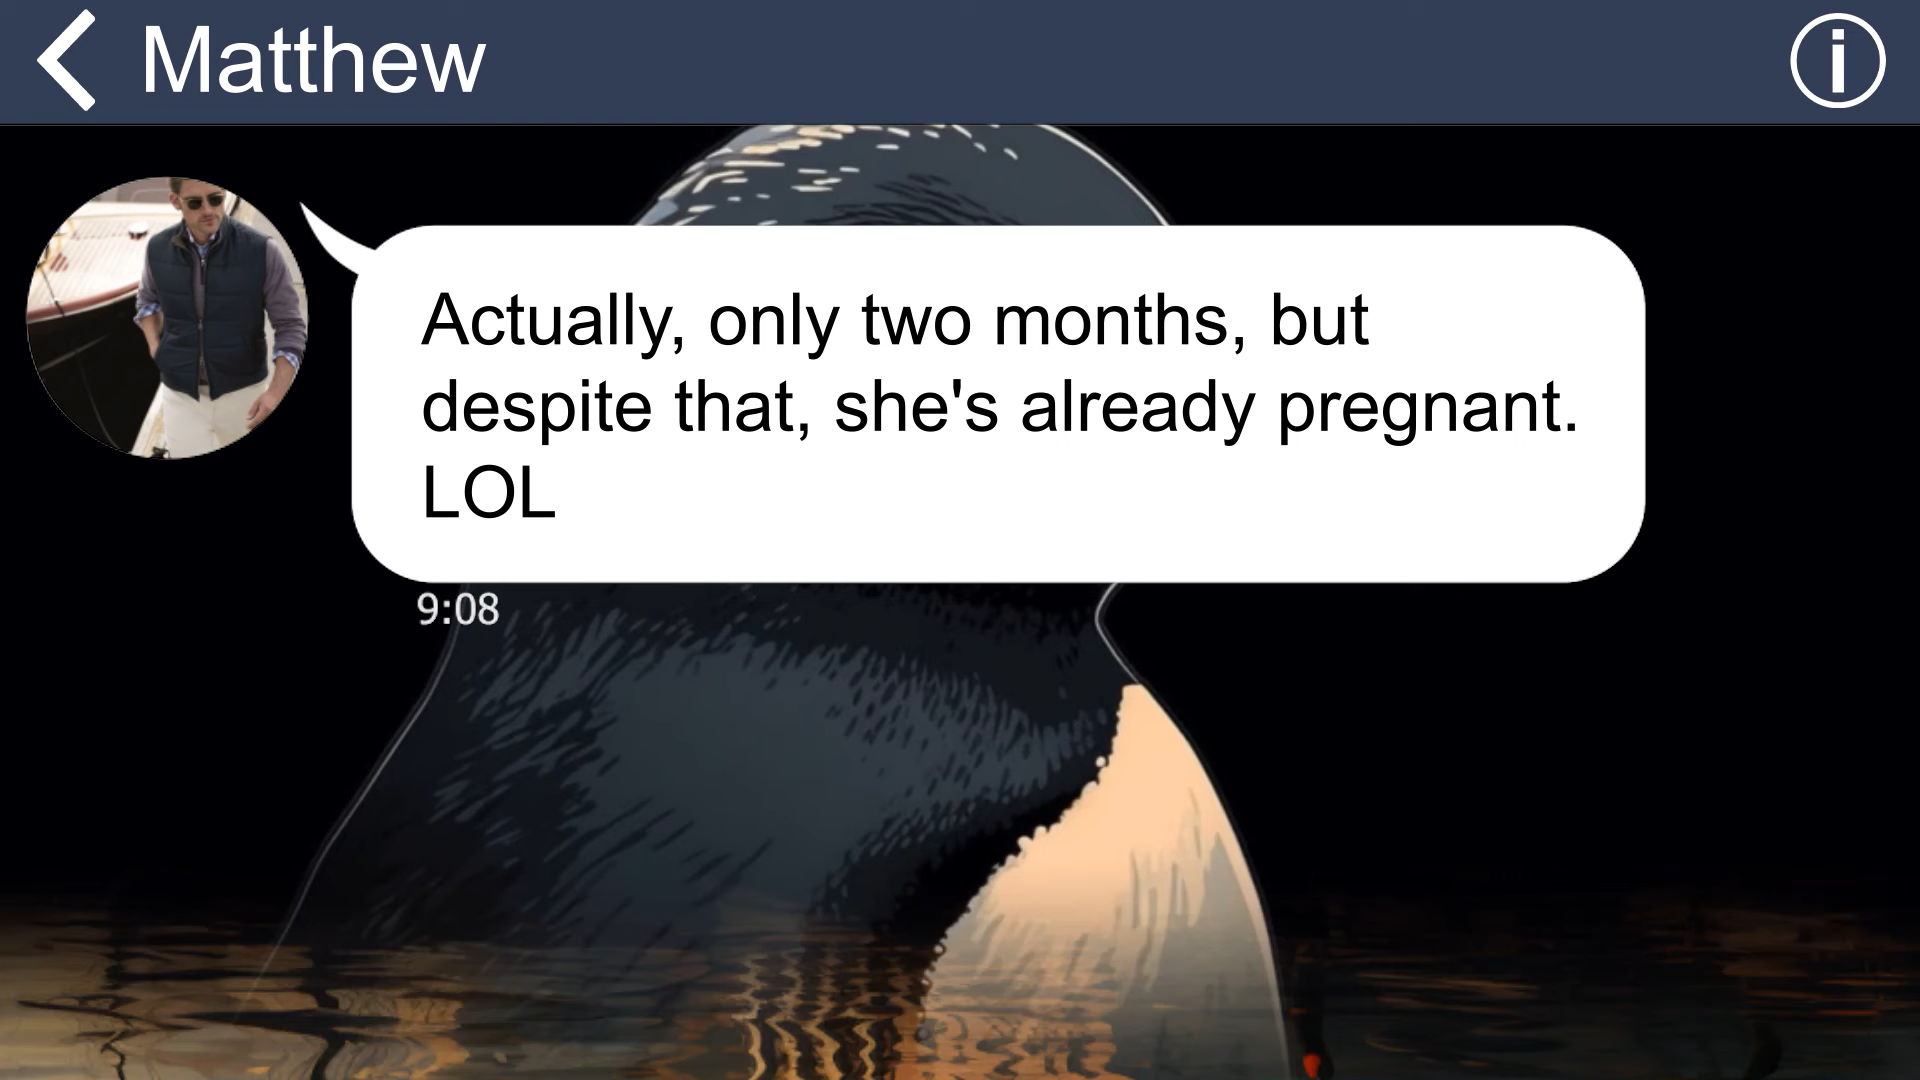 Matthew
Actually, only two months, but
despite that, she's already pregnant.
LOL
9:08